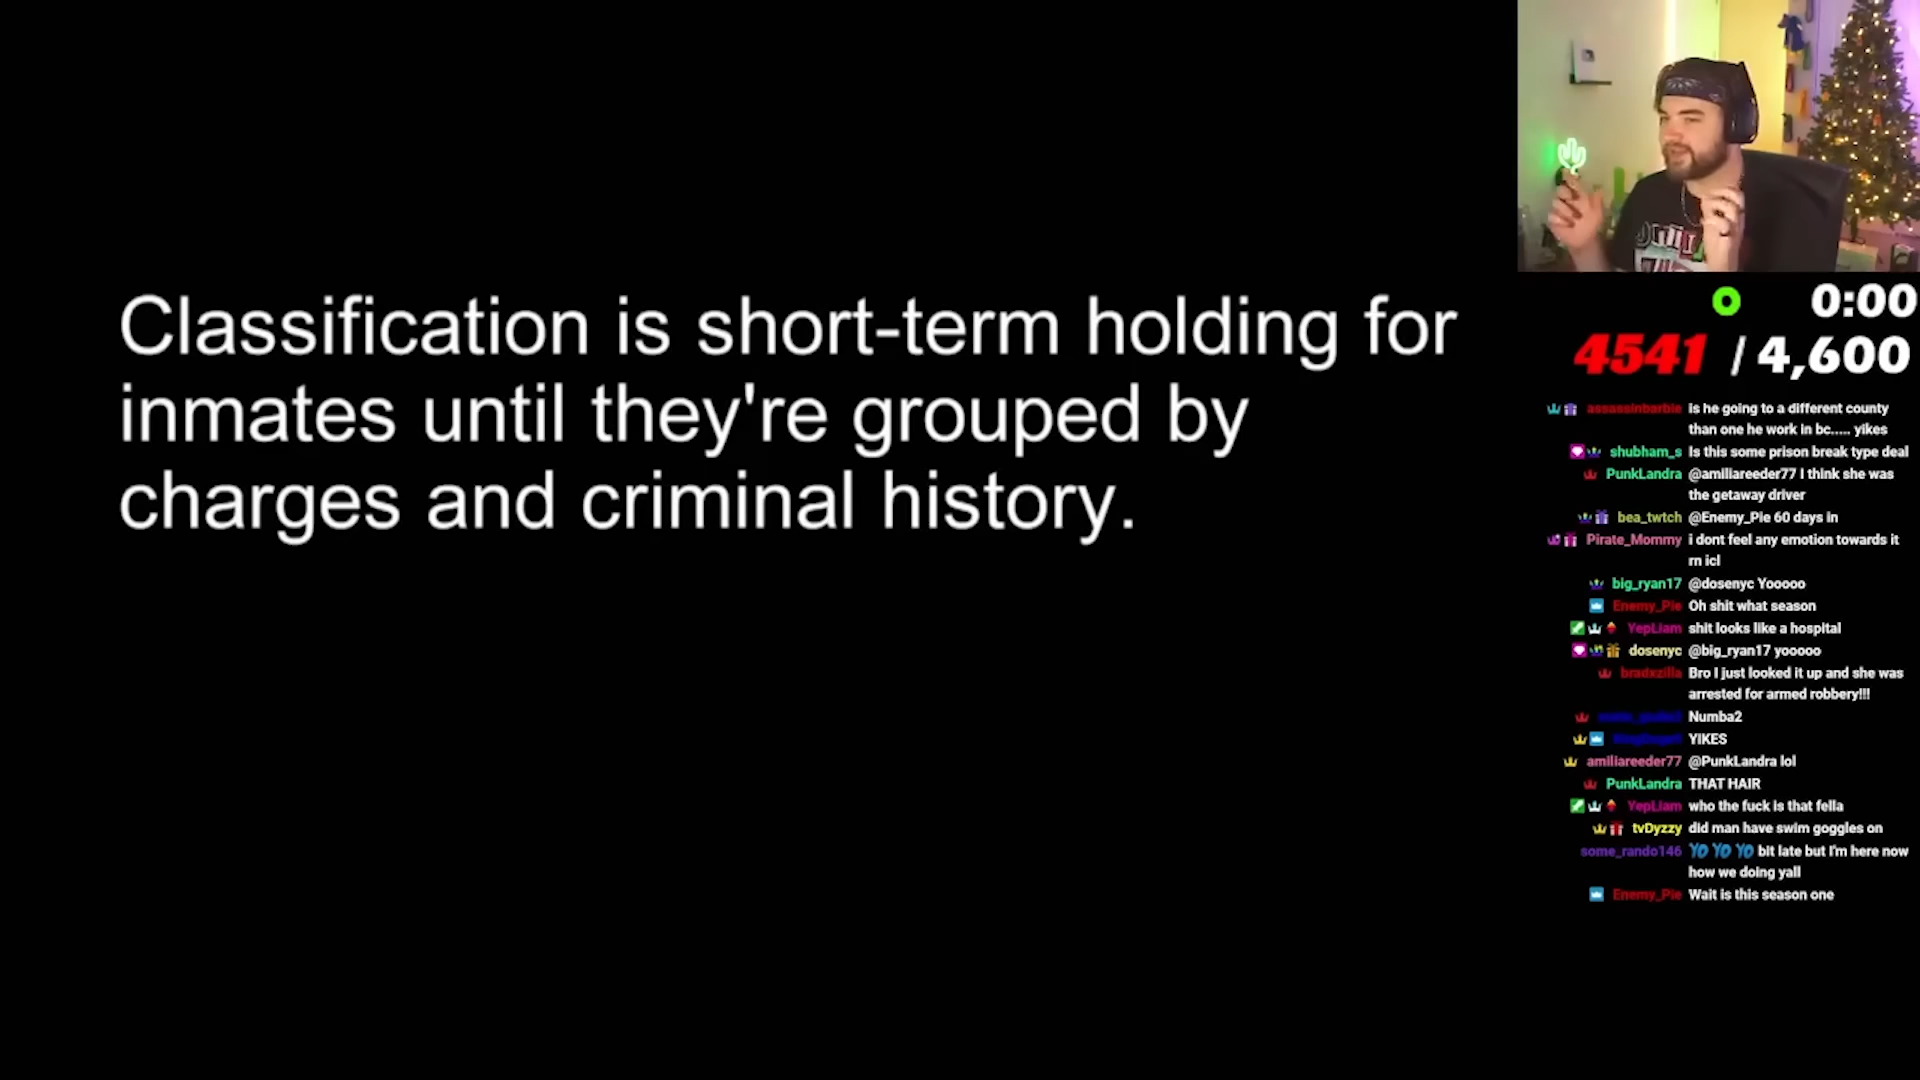 Classification is short-term holding for
inmates until they're grouped by
charges and criminal history.
0:00
4541 / 4,600
assassinbarbie is he going to a different county
than one he work in bc..... yikes
shubham_s Is this some prison break type deal
PunkLandra @amiliareeder77 I think she was
the getaway driver
bea_twtch @Enemy_Pie 60 days in
Pirate_Mommy i dont feel any emotion towards it
rn icl
big_ryan17 @dosenyc Yooooo
Enemy_Pie Oh shit what season
YepLiam shit looks like a hospital
dosenyc @big_ryan17 yooooo
bradxzilla Bro I just looked it up and she was
arrested for armed robbery!!!
Numba2
YIKES
amiliareeder77 @PunkLandra lol
PunkLandra THAT HAIR
YepLiam who the fuck is that fella
tvDyzzy did man have swim goggles on
some_rando146 YO YO YO bit late but I'm here now
how we doing yall
Enemy_Pie Wait is this season one